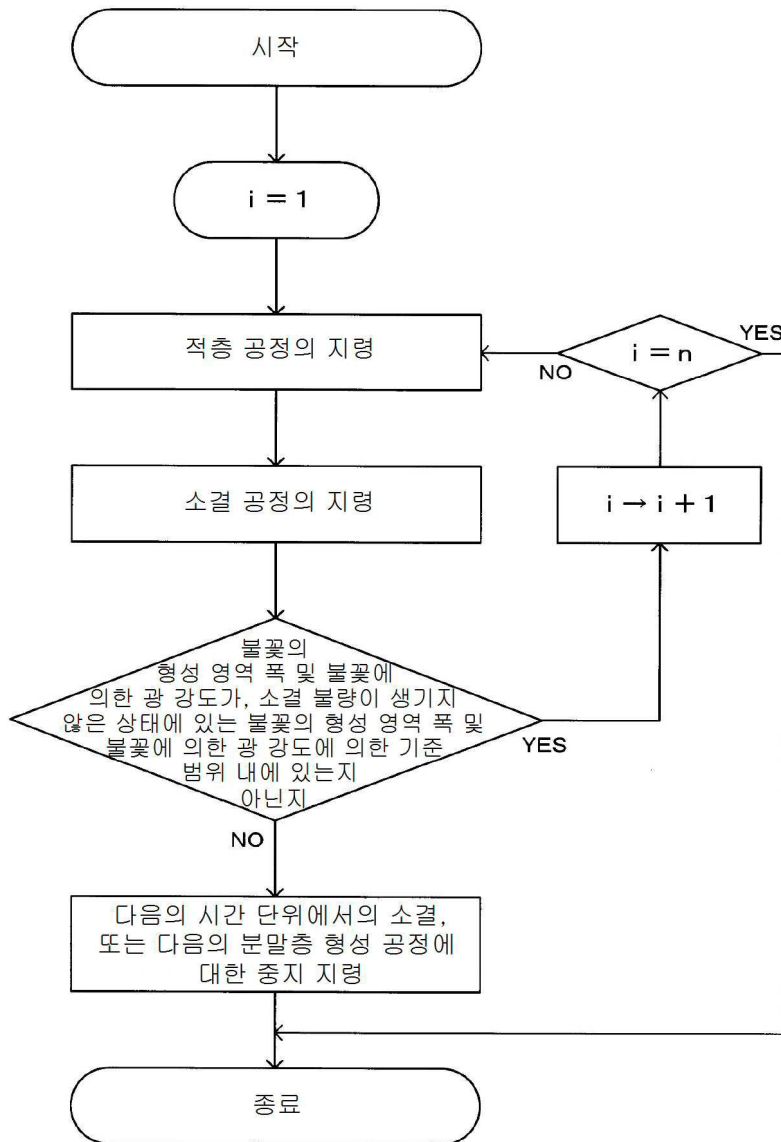 시작
i = 1
적층 공정의 지령
i = n
YES
NO
소결 공정의 지령
i → i + 1
불꽃의
형성 영역 폭 및 불꽃에
의한 광 강도가, 소결 불량이 생기지
않은 상태에 있는 불꽃의 형성 영역 폭 및
불꽃에 의한 광 강도에 의한 기준
범위 내에 있는지
아닌지
YES
NO
다음의 시간 단위에서의 소결,
또는 다음의 분말층 형성 공정에
대한 중지 지령
종료